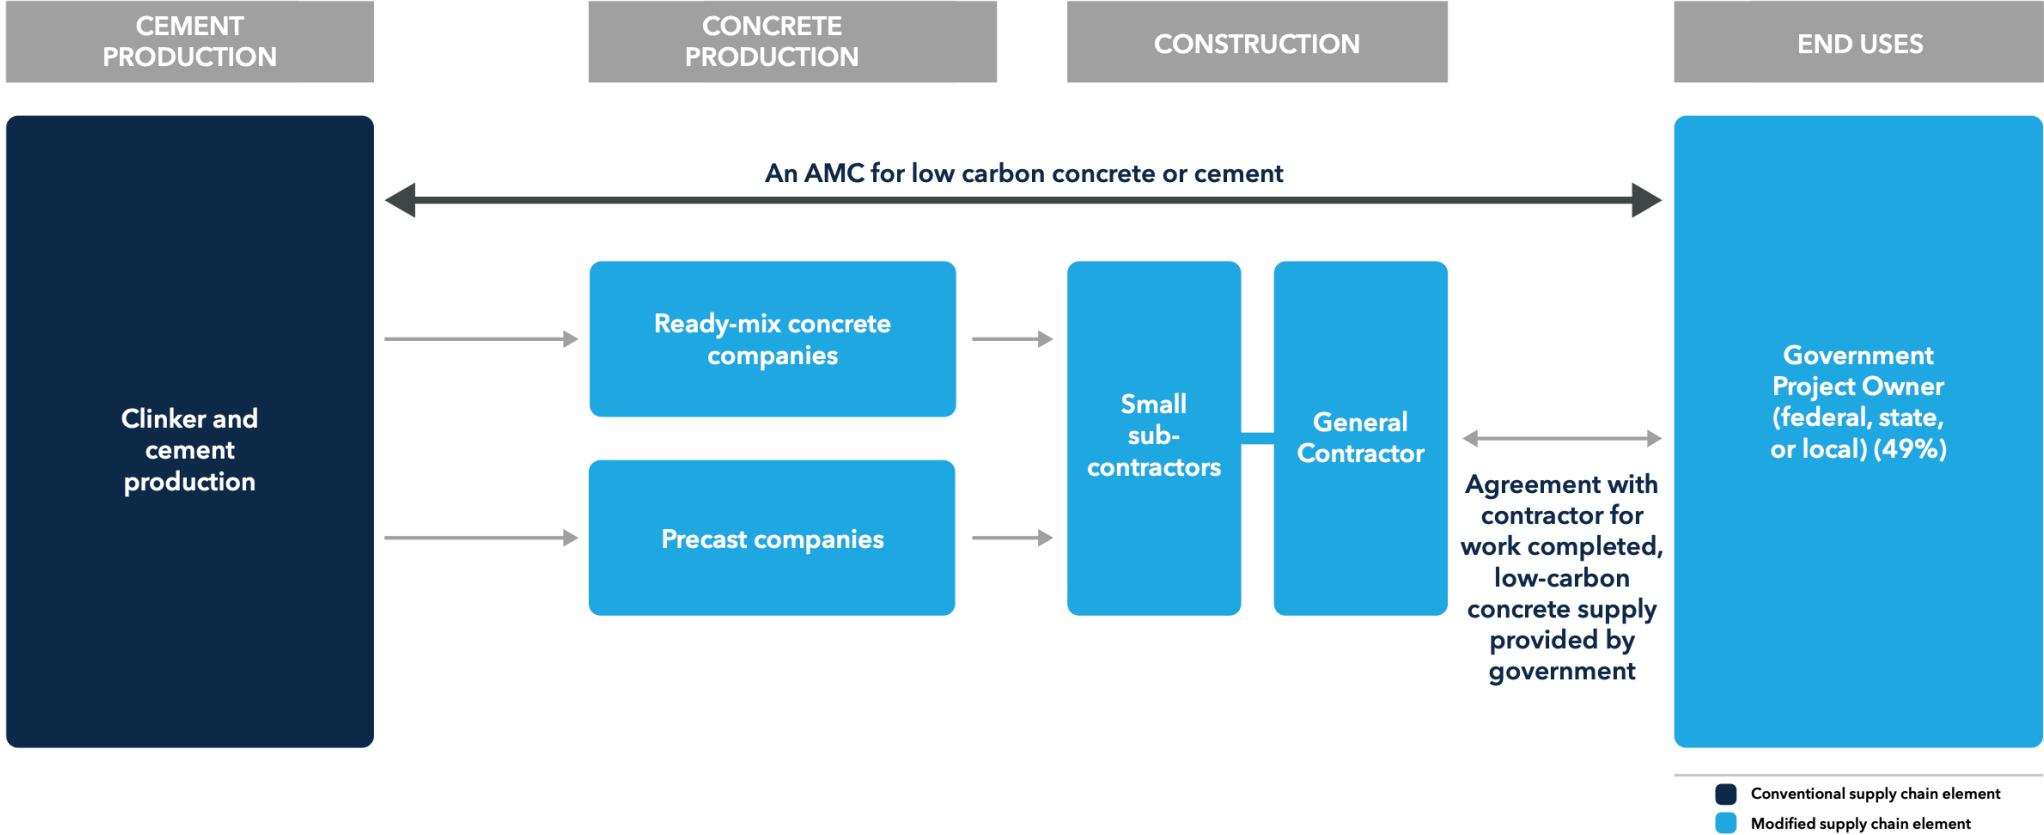 CEMENT
PRODUCTION
CONCRETE
PRODUCTION
CONSTRUCTION
END USES
An AMC for low carbon concrete or cement
Clinker and
cement
production
Ready-mix concrete
companies
Precast companies
Small
sub-
contractors
General
Contractor
Agreement with
contractor for
work completed,
low-carbon
concrete supply
provided by
government
Government
Project Owner
(federal, state,
or local) (49%)
Conventional supply chain element
Modified supply chain element